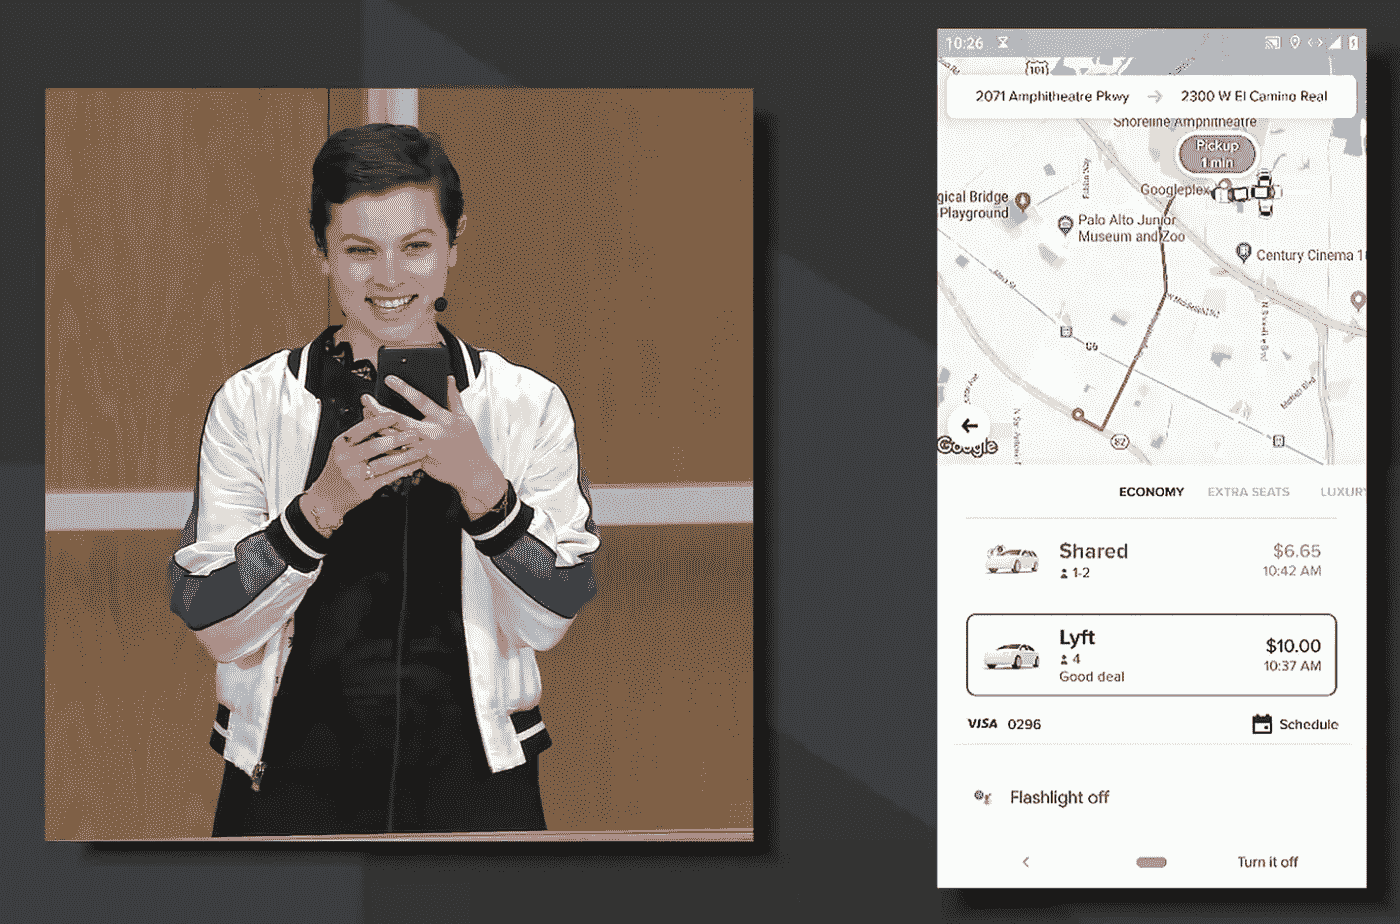 10:26
101
2071 Amphitheatre Pkwy → 2300 W El Camino Real
Shoreline Amphitheatre
Pickup
1 min
Googleplex
gical Bridge
Playground
Palo Alto Junior
Museum and Zoo
Century Cinema 1
82
Google
ECONOMY EXTRA SEATS LUXURY
Shared $6.65
1-2 10:42 AM
Lyft $10.00
4 10:37 AM
Good deal
VISA 0296 Schedule
Flashlight off
Turn it off